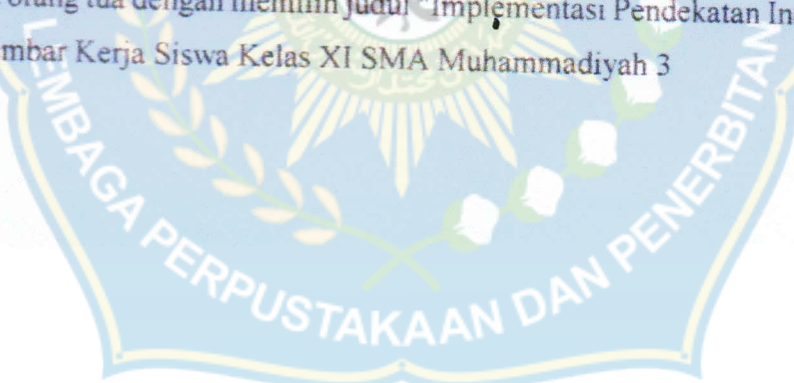 orang tua dengan memilih judul "Implementasi Pendekatan In
mbar Kerja Siswa Kelas XI SMA Muhammadiyah 3
LEMBAGA PERPUSTAKAAN DAN PENERBITAN